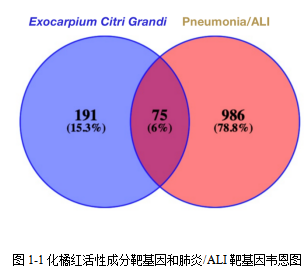 Exocarpium Citri Grandi Pneumonia/ALI
191 75 986
(15.3%) (6%) (78.8%)
图 1-1 化橘红活性成分靶基因和肺炎/ALI 靶基因韦恩图